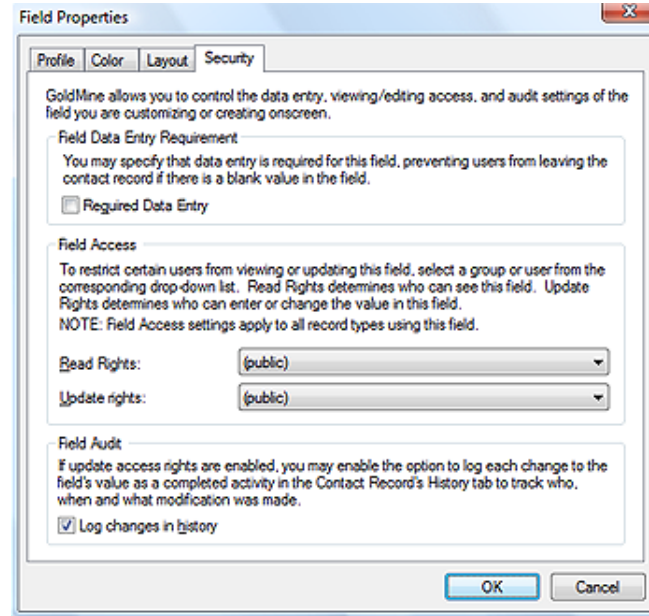 Field Properties
Profile Color Layout Security
GoldMine allows you to control the data entry, viewing/editing access, and audit settings of the
field you are customizing or creating onscreen.
Field Data Entry Requirement
You may specify that data entry is required for this field, preventing users from leaving the
contact record if there is a blank value in the field.
Required Data Entry
Field Access
To restrict certain users from viewing or updating this field, select a group or user from the
corresponding drop-down list. Read Rights determines who can see this field. Update
Rights determines who can enter or change the value in this field.
NOTE: Field Access settings apply to all record types using this field.
Read Rights: (public)
Update rights: (public)
Field Audit
If update access rights are enabled, you may enable the option to log each change to the
field's value as a completed activity in the Contact Record's History tab to track who,
when and what modification was made.
Log changes in history
OK Cancel